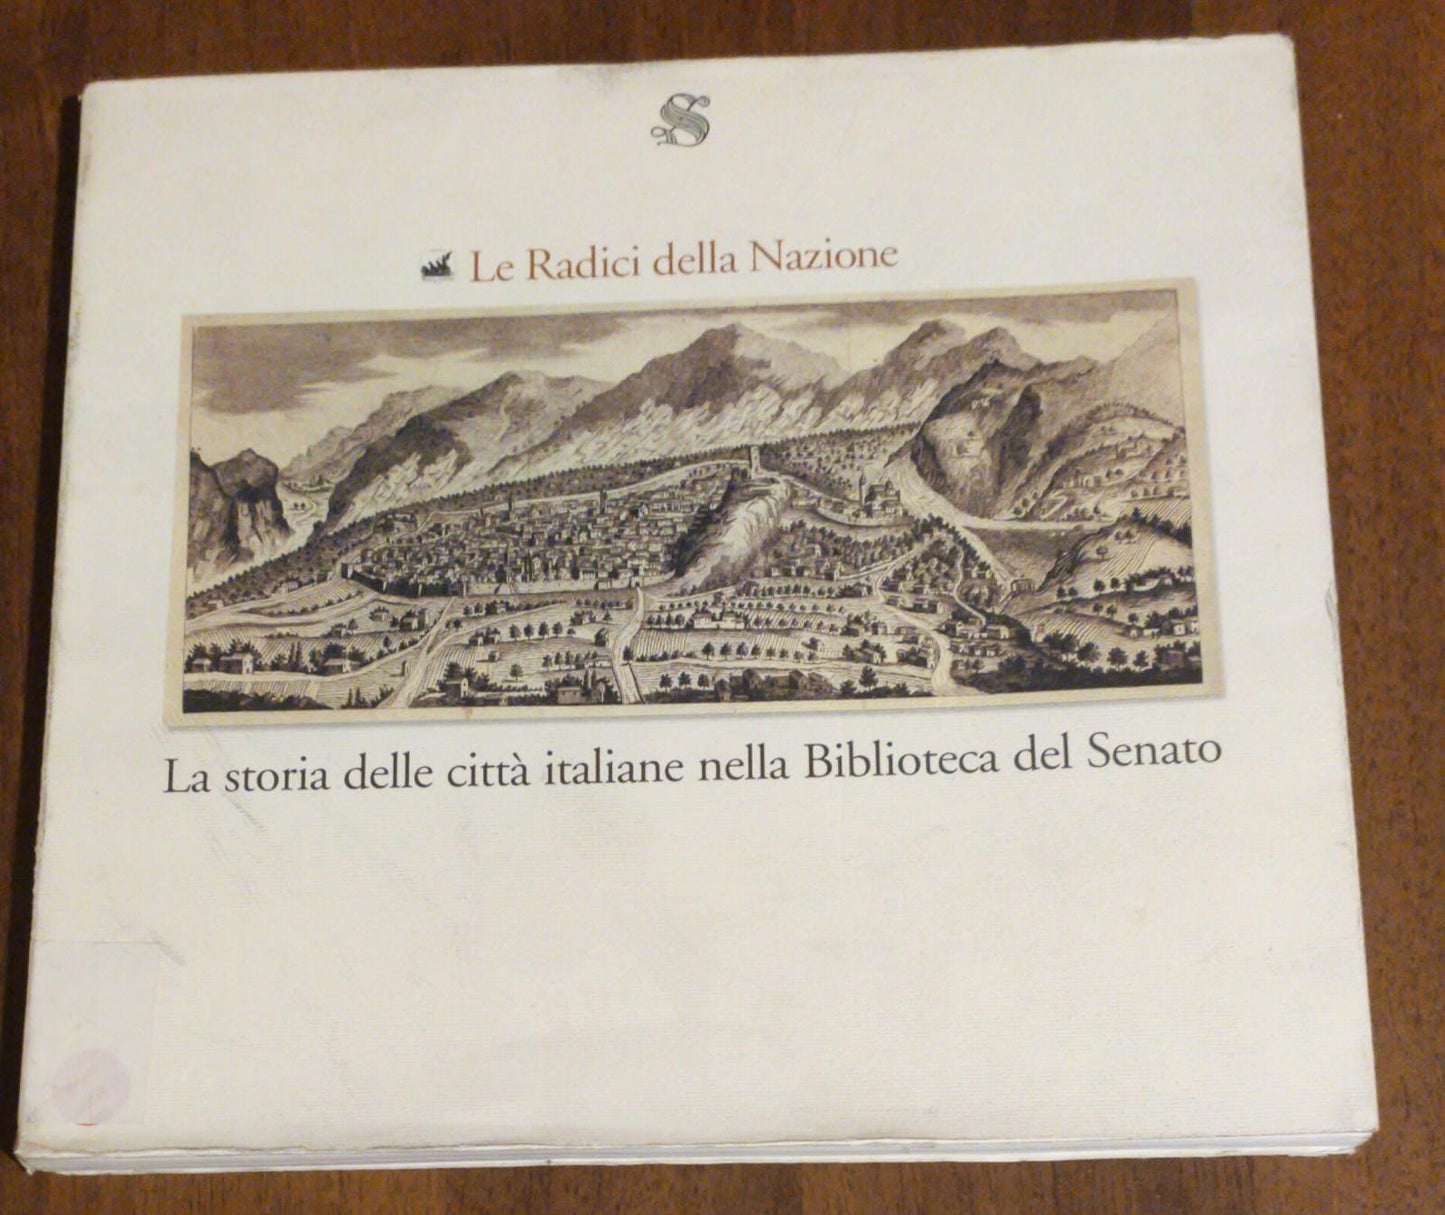 S
Le Radici della Nazione
La storia delle città italiane nella Biblioteca del Senato